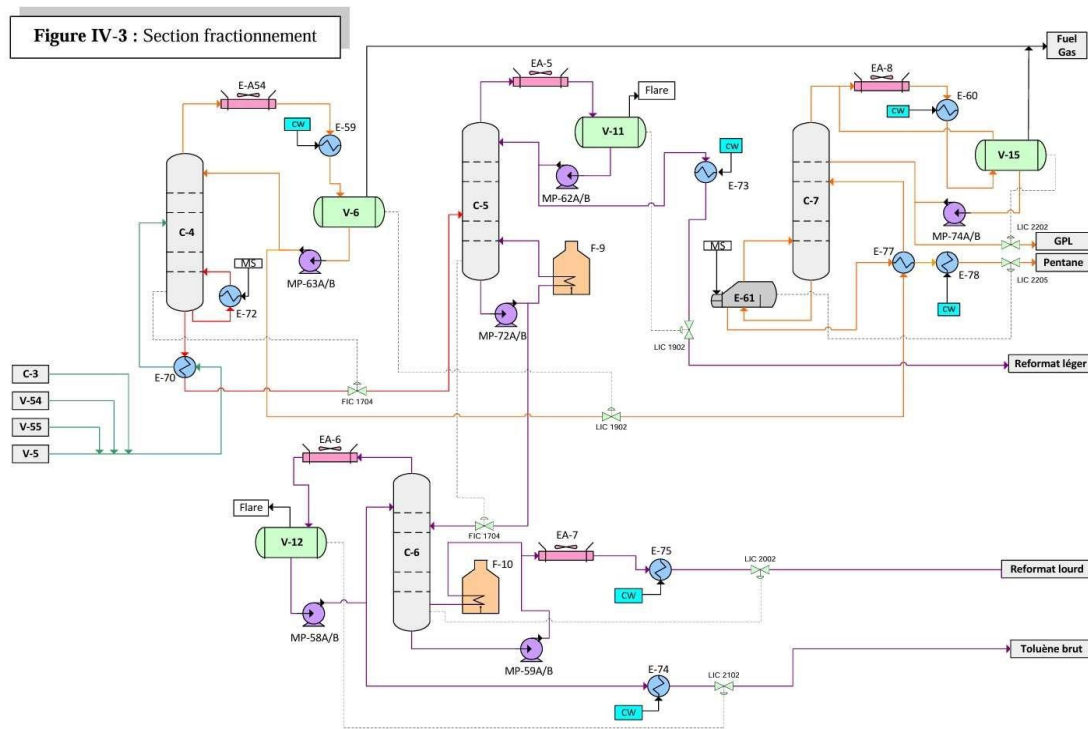 Figure IV-3 : Section fractionnement
Fuel
Gas
E-A54
CW
E-59
C-4
V-6
MP-63A/B
MS
E-72
E-70
FIC 1704
C-3
V-54
V-55
V-5
EA-5
Flare
V-11
MP-62A/B
CW
E-73
C-5
F-9
MP-72A/B
LIC 1902
LIC 1902
EA-8
CW
E-60
V-15
C-7
MP-74A/B
LIC 2202
GPL
Pentane
LIC 2205
E-77
E-78
CW
MS
E-61
Reformat léger
EA-6
Flare
V-12
C-6
FIC 1704
MP-58A/B
F-10
MP-59A/B
EA-7
E-75
CW
LIC 2002
Reformat lourd
E-74
CW
LIC 2102
Toluène brut